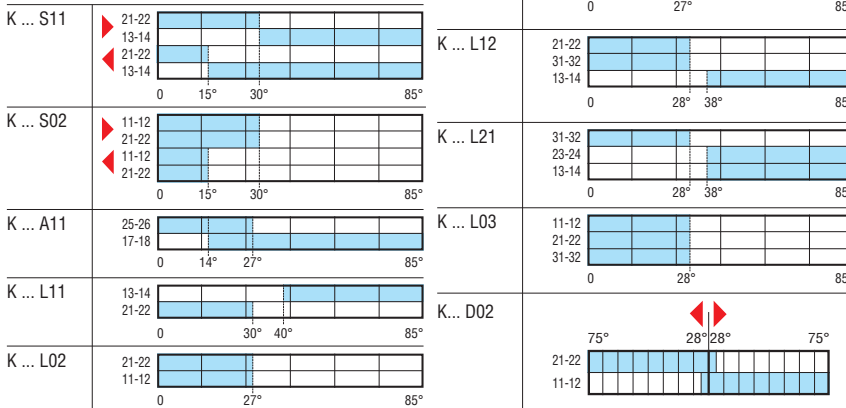 K ... S11
21-22
13-14
21-22
13-14
0 15° 30° 85°
K ... S02
11-12
21-22
11-12
21-22
0 15° 30° 85°
K ... A11
25-26
17-18
0 14° 27° 85°
K ... L11
13-14
21-22
0 30° 40° 85°
K ... L02
21-22
11-12
0 27° 85°
0 27° 85
K ... L12
21-22
31-32
13-14
0 28° 38° 85
K ... L21
31-32
23-24
13-14
0 28° 38° 85
K ... L03
11-12
21-22
31-32
0 28° 85
K... D02
75° 28° 28° 75°
21-22
11-12